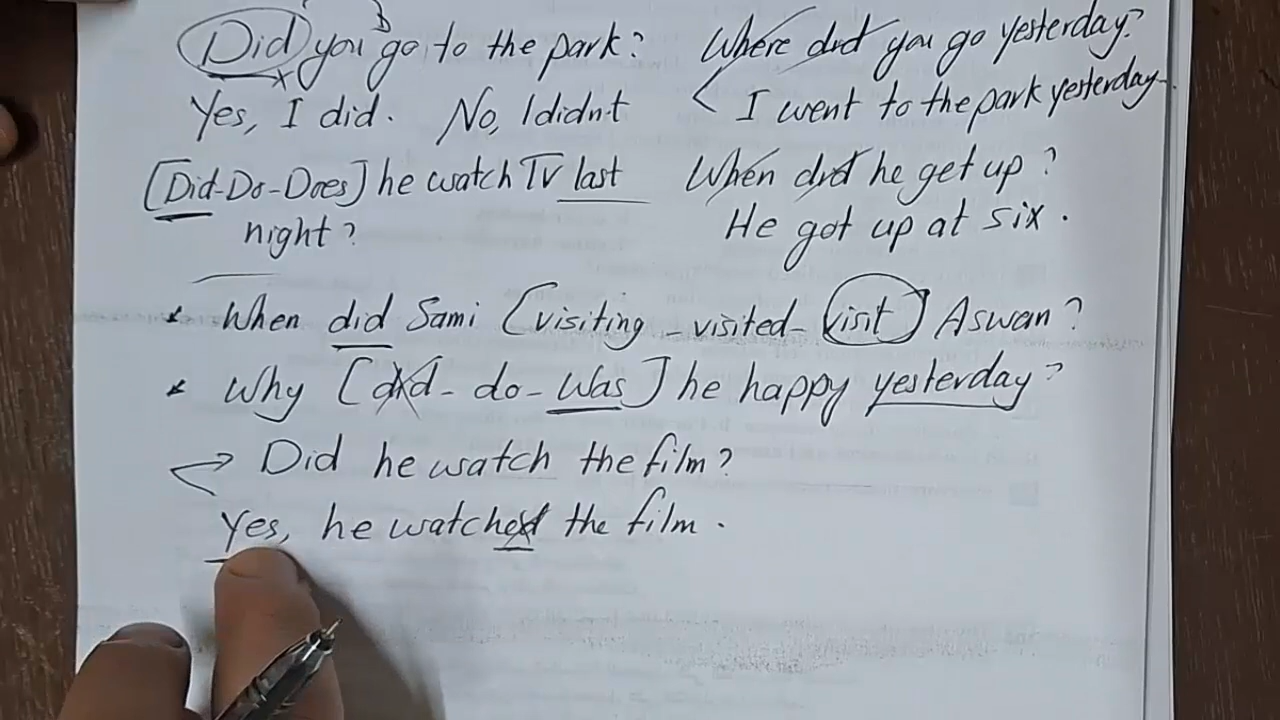 Did you go to the park? Where did you go yesterday?
Yes, I did. No, I didn't I went to the park yesterday.
[Did-Do-Does] he watch TV last When did he get up?
night? He got up at six.
* When did Sami [visiting - visited - visit] Aswan?
* Why [did - do - was] he happy yesterday?
Did he watch the film?
Yes, he watched the film.